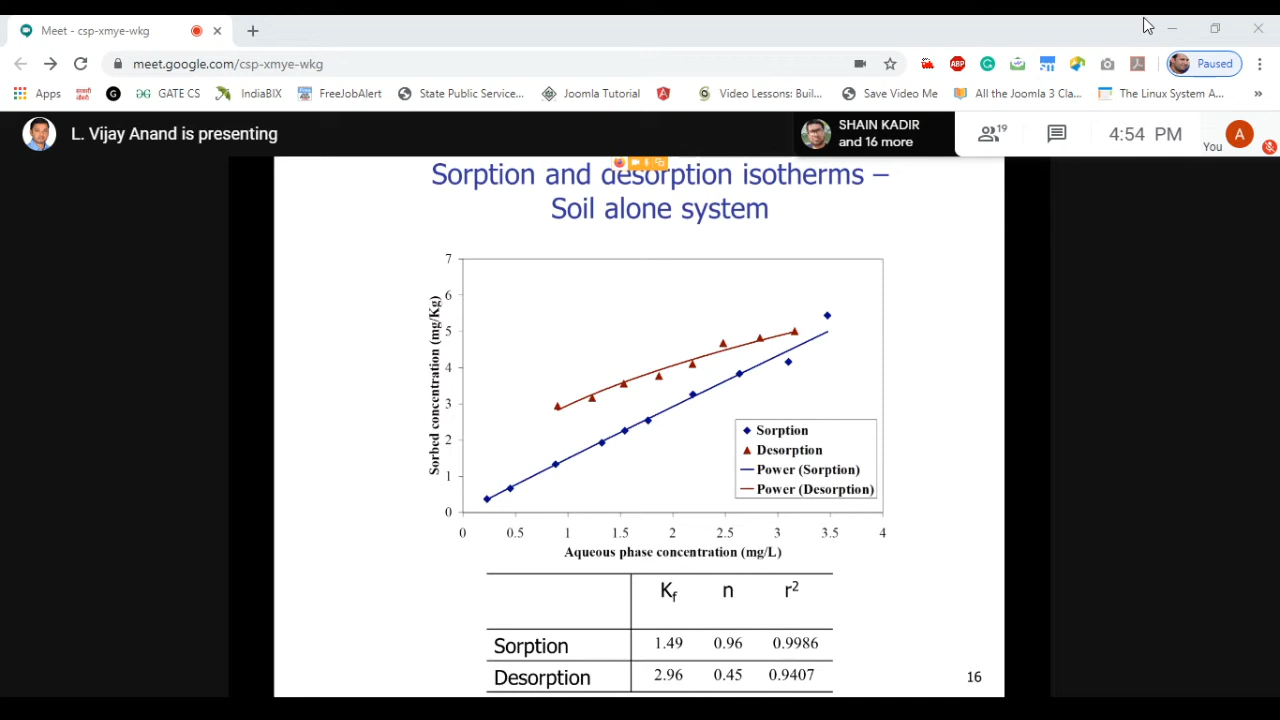 Meet - csp-xmye-wkg
meet.google.com/csp-xmye-wkg
Paused
Apps
GATE CS
IndiaBIX
FreeJobAlert
State Public Service...
Joomla Tutorial
Video Lessons: Buil...
Save Video Me
All the Joomla 3 Cla...
The Linux System A...
L. Vijay Anand is presenting
SHAIN KADIR
and 16 more
19
4:54 PM
You
A
Sorption and desorption isotherms –
Soil alone system
Sorbed concentration (mg/Kg)
7
6
5
4
3
2
1
0
0 0.5 1 1.5 2 2.5 3 3.5 4
Aqueous phase concentration (mg/L)
Sorption
Desorption
Power (Sorption)
Power (Desorption)
Kf n r2
Sorption 1.49 0.96 0.9986
Desorption 2.96 0.45 0.9407
16